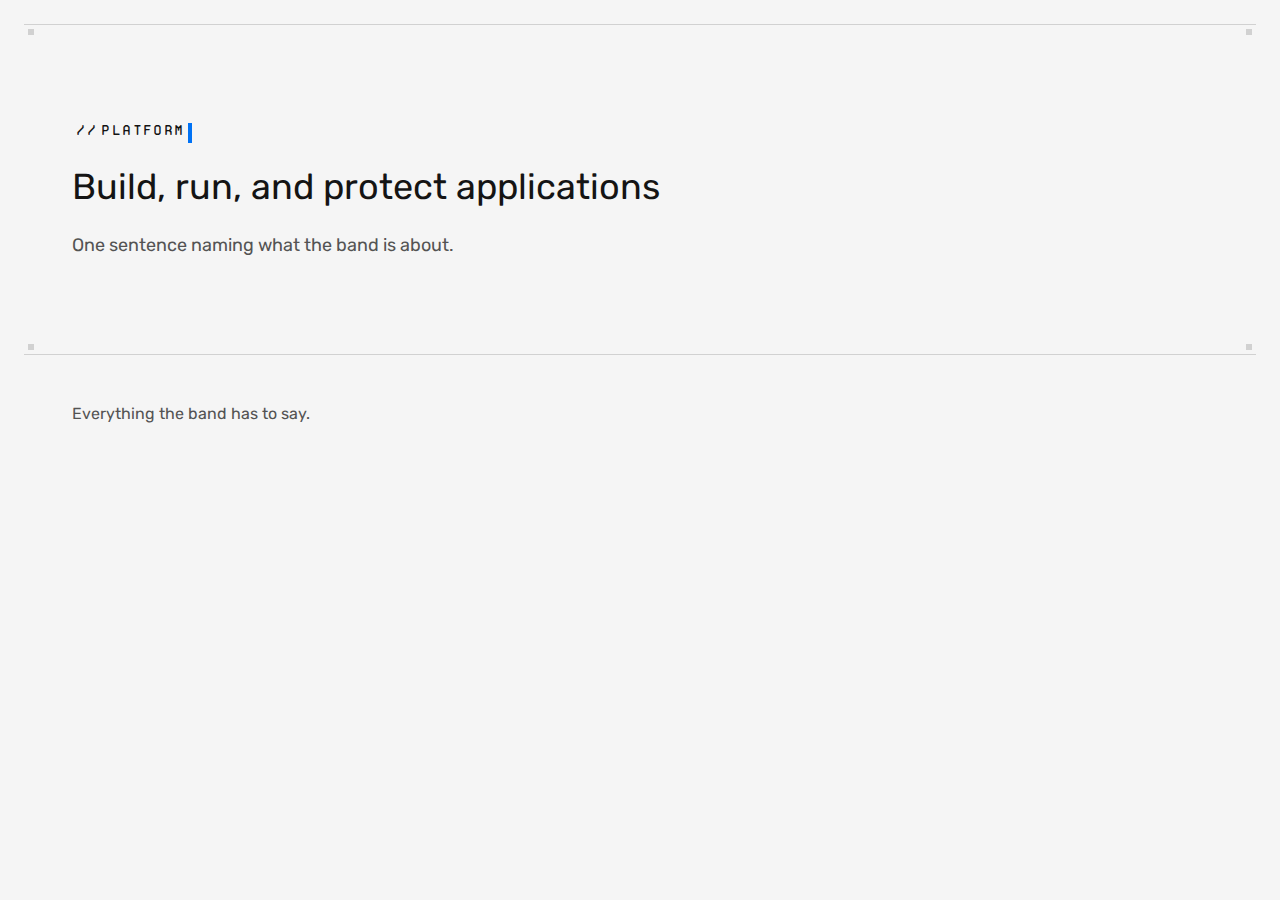 //PLATFORM
Build, run, and protect applications
One sentence naming what the band is about.
Everything the band has to say.